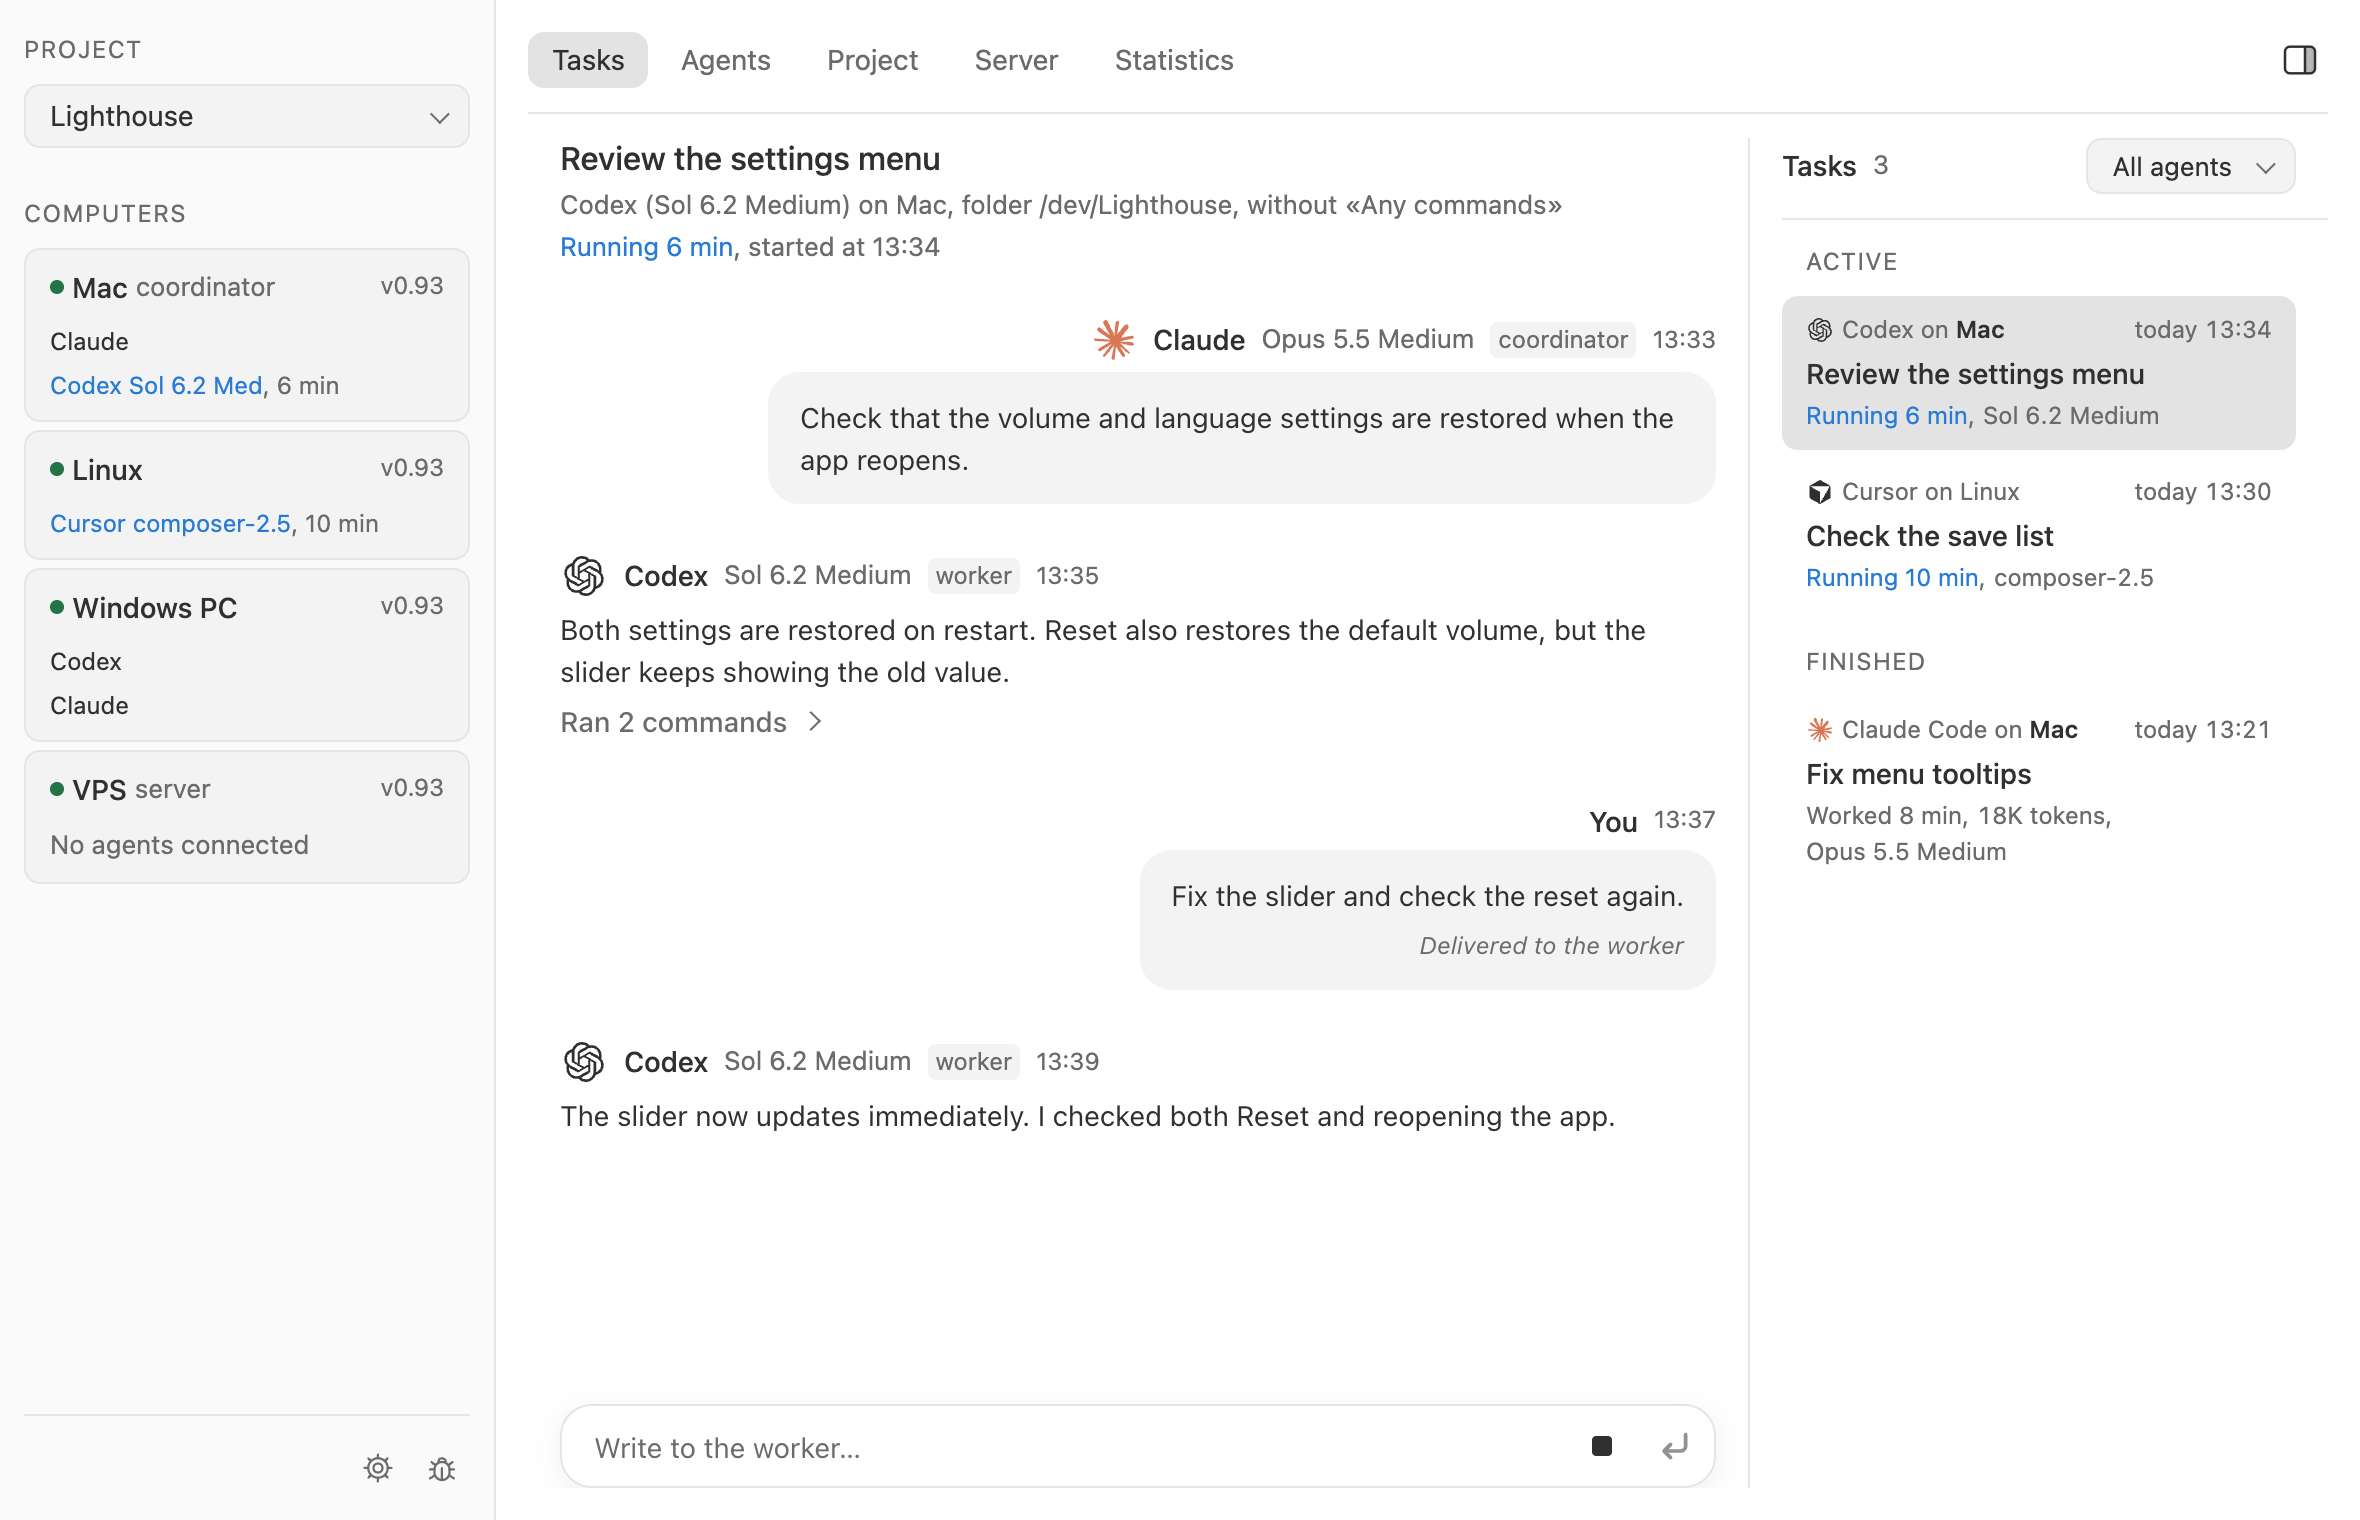 PROJECT
Lighthouse
COMPUTERS
Mac coordinator v0.93
Claude
Codex Sol 6.2 Med, 6 min
Linux v0.93
Cursor composer-2.5, 10 min
Windows PC v0.93
Codex
Claude
VPS server v0.93
No agents connected
Tasks Agents Project Server Statistics
Review the settings menu
Codex (Sol 6.2 Medium) on Mac, folder /dev/Lighthouse, without «Any commands»
Running 6 min, started at 13:34
Claude Opus 5.5 Medium coordinator 13:33
Check that the volume and language settings are restored when the
app reopens.
Codex Sol 6.2 Medium worker 13:35
Both settings are restored on restart. Reset also restores the default volume, but the
slider keeps showing the old value.
Ran 2 commands
You 13:37
Fix the slider and check the reset again.
Delivered to the worker
Codex Sol 6.2 Medium worker 13:39
The slider now updates immediately. I checked both Reset and reopening the app.
Write to the worker...
Tasks 3 All agents
ACTIVE
Codex on Mac today 13:34
Review the settings menu
Running 6 min, Sol 6.2 Medium
Cursor on Linux today 13:30
Check the save list
Running 10 min, composer-2.5
FINISHED
Claude Code on Mac today 13:21
Fix menu tooltips
Worked 8 min, 18K tokens,
Opus 5.5 Medium